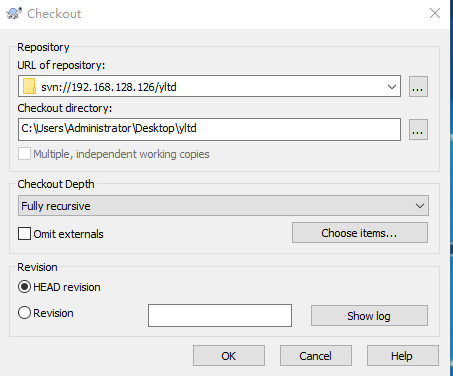 Checkout
Repository
URL of repository:
svn://192.168.128.126/yltd
...
Checkout directory:
C:\Users\Administrator\Desktop\yltd
...
Multiple, independent working copies
Checkout Depth
Fully recursive
Omit externals
Choose items...
Revision
HEAD revision
Revision
Show log
OK
Cancel
Help